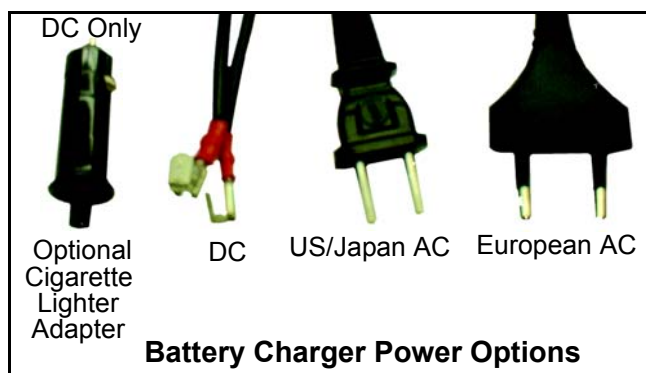 DC Only
Optional
Cigarette
Lighter
Adapter
DC
US/Japan AC
European AC
Battery Charger Power Options